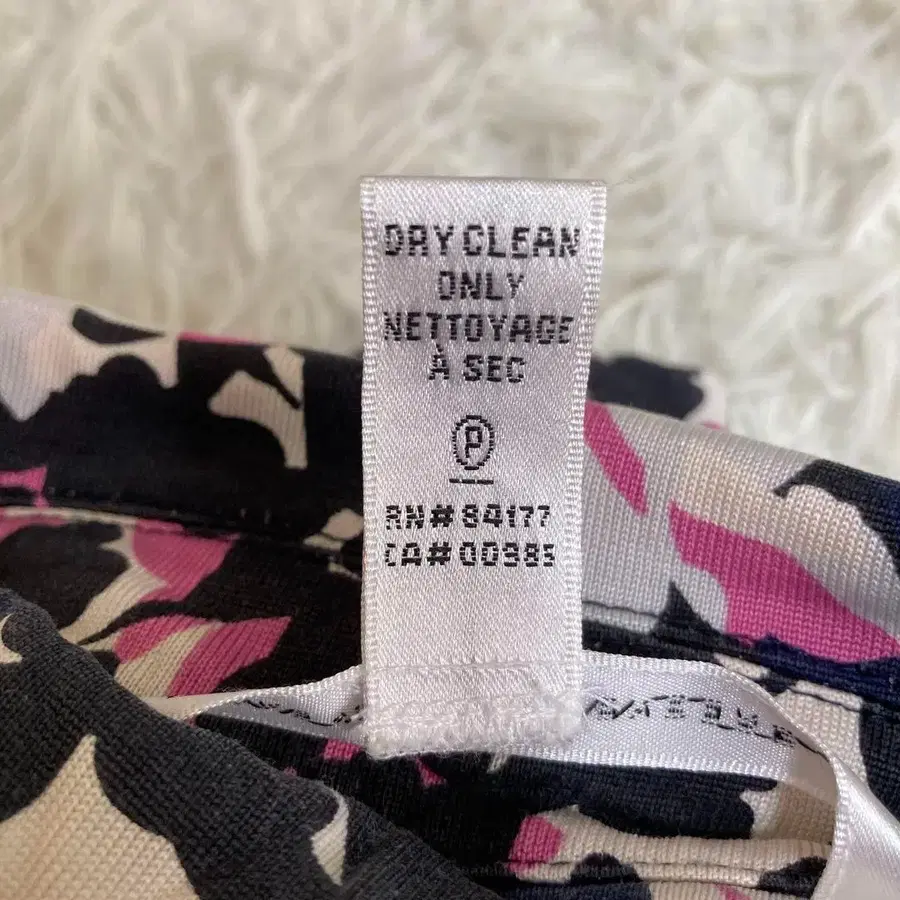 DRY CLEAN
ONLY
NETTOYAGE
À SEC
P
RN#84177
CA#00385